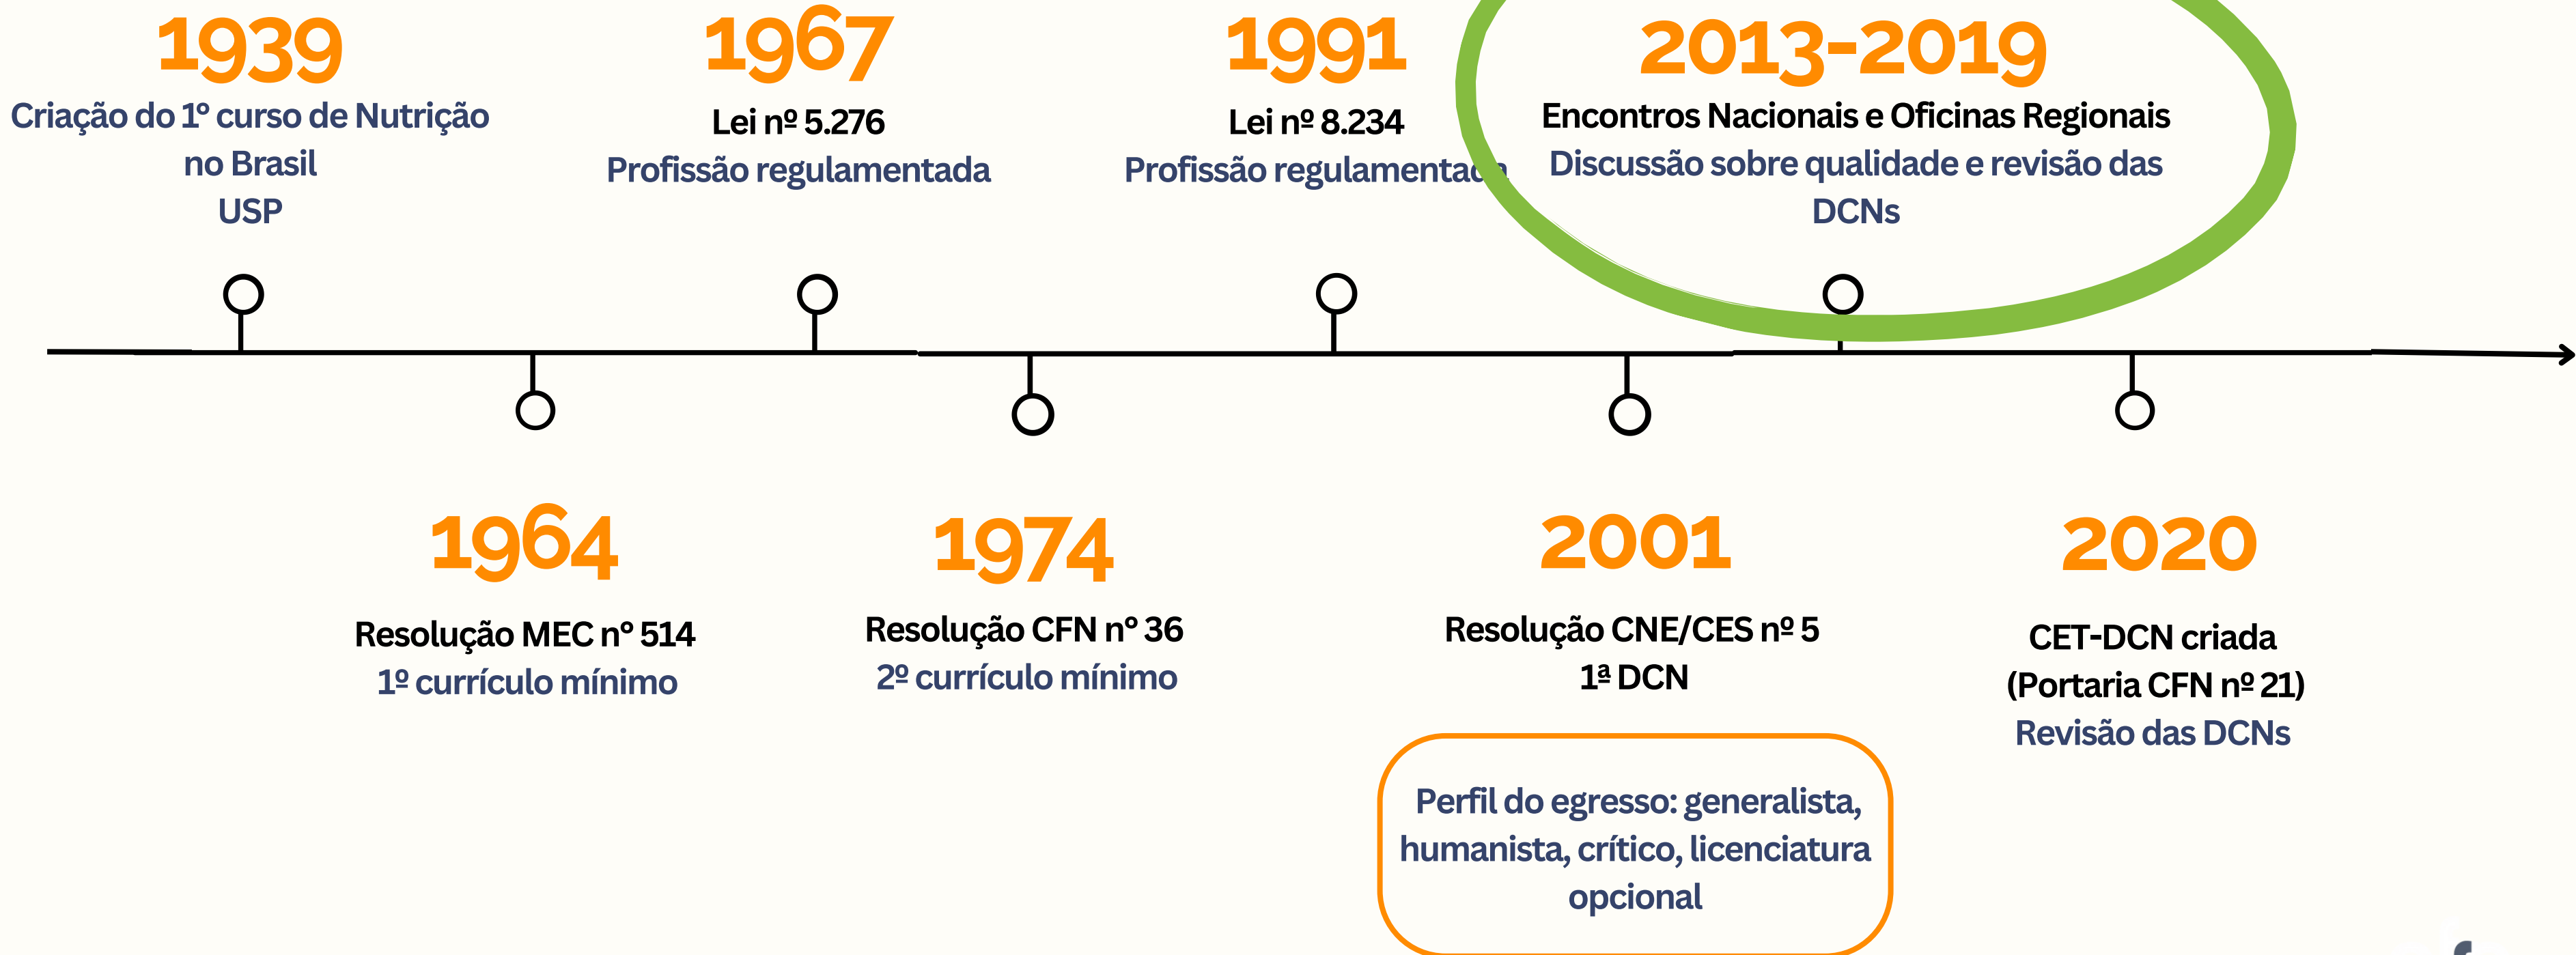 1939
Criação do 1º curso de Nutrição
no Brasil
USP
1967
Lei nº 5.276
Profissão regulamentada
1991
Lei nº 8.234
Profissão regulamentada
2013-2019
Encontros Nacionais e Oficinas Regionais
Discussão sobre qualidade e revisão das
DCNs
1964
Resolução MEC n° 514
1º currículo mínimo
1974
Resolução CFN n° 36
2º currículo mínimo
2001
Resolução CNE/CES nº 5
1ª DCN
Perfil do egresso: generalista,
humanista, crítico, licenciatura
opcional
2020
CET-DCN criada
(Portaria CFN nº 21)
Revisão das DCNs